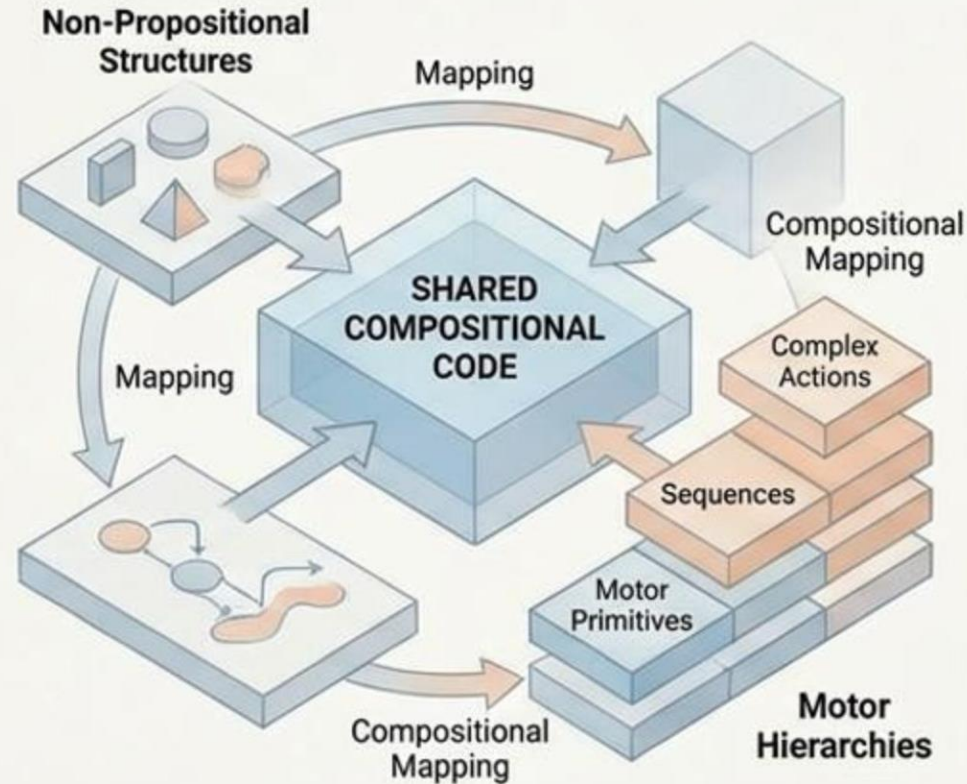 Non-Propositional
Structures
Mapping
Compositional
Mapping
SHARED
COMPOSITIONAL
CODE
Mapping
Complex
Actions
Sequences
Motor
Primitives
Motor
Hierarchies
Compositional
Mapping